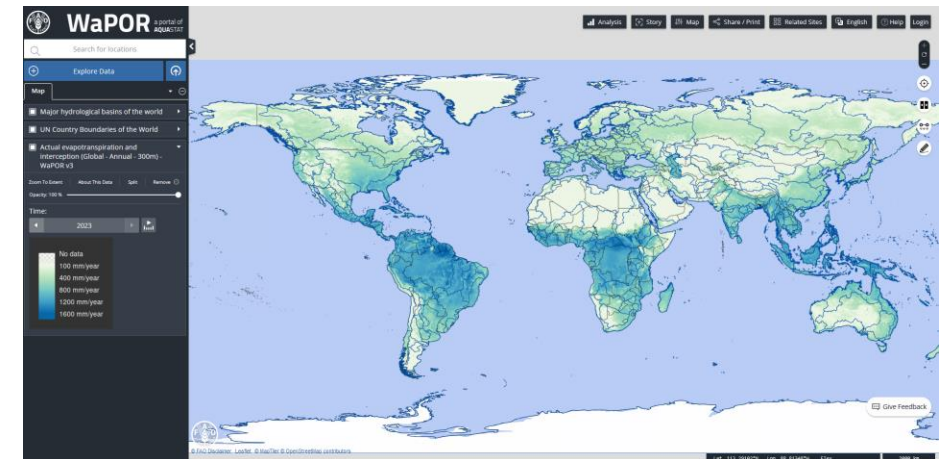 WaPOR a portal of AQUASTAT
Analysis
Story
Map
Share / Print
Related Sites
English
Help
Login
Search for locations
Explore Data
Map
Major hydrological basins of the world
UN Country Boundaries of the World
Actual evapotranspiration and
interception (Global - Annual - 300m) -
WaPOR v3
Zoom To Extent
About This Data
Split
Remove
Opacity: 100 %
Time:
2023
No data
100 mm/year
400 mm/year
800 mm/year
1200 mm/year
1600 mm/year
Give Feedback
© FAO Disclaimer Leaflet © MapTiler © OpenStreetMap contributors